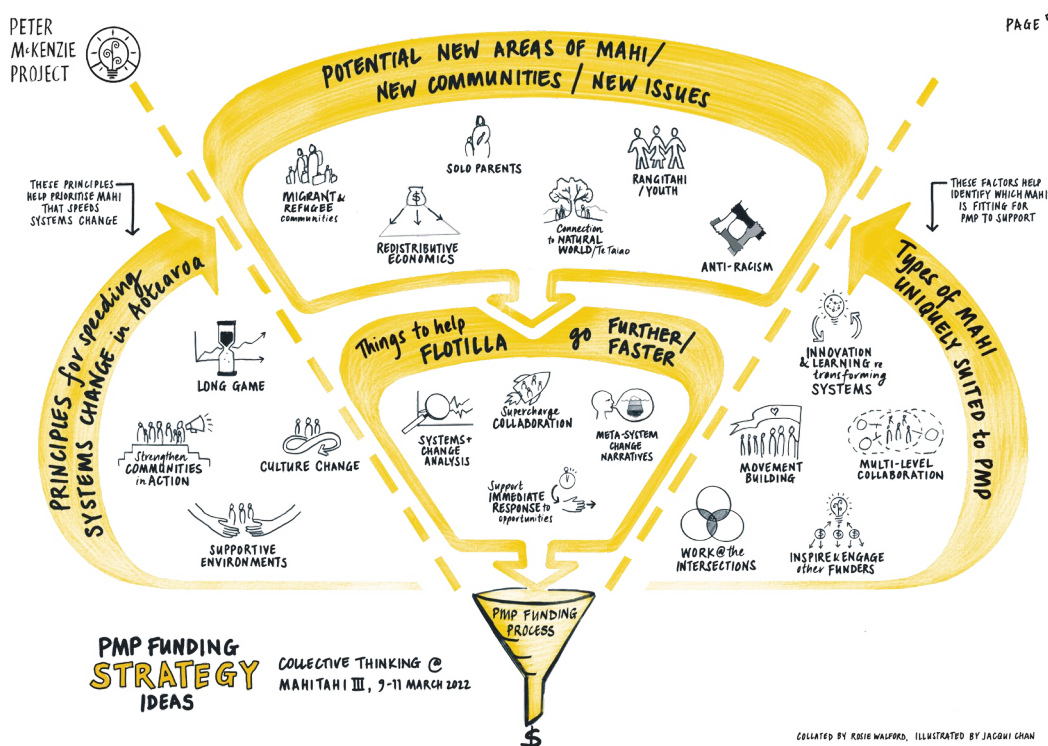 PETER
McKENZIE
PROJECT
PAGE
POTENTIAL NEW AREAS OF MAHI/
NEW COMMUNITIES / NEW ISSUES
MIGRANT &
REFUGEE
communities
SOLO PARENTS
RANGITAHI
/YOUTH
$
REDISTRIBUTIVE
ECONOMICS
Connection
to NATURAL
WORLD/Te Taiao
ANTI-RACISM
THESE PRINCIPLES
HELP PRIORITISE MAHI
THAT SPEEDS
SYSTEMS CHANGE
THESE FACTORS HELP
IDENTIFY WHICH MAHI
IS FITTING FOR
PMP TO SUPPORT
PRINCIPLES for speeding
SYSTEMS CHANGE in Aotearoa
LONG GAME
Strengthen
COMMUNITIES
in ACTION
CULTURE CHANGE
SUPPORTIVE
ENVIRONMENTS
Things to help
FLOTILLA
go FURTHER/
FASTER
SYSTEMS +
CHANGE
ANALYSIS
Supercharge
COLLABORATION
META-SYSTEM
CHANGE
NARRATIVES
Support
IMMEDIATE
RESPONSE to
opportunities
Types of MAHI
UNIQUELY SUITED to PMP
INNOVATION
& LEARNING re
transforming
SYSTEMS
MOVEMENT
BUILDING
MULTI-LEVEL
COLLABORATION
WORK @ the
INTERSECTIONS
$ $ $
INSPIRE & ENGAGE
other FUNDERS
PMP FUNDING
PROCESS
$
PMP FUNDING
STRATEGY
IDEAS
COLLECTIVE THINKING @
MAHITAHI III, 9-11 MARCH 2022
COLLATED BY ROSIE WALFORD, ILLUSTRATED BY JACQUI CHAN